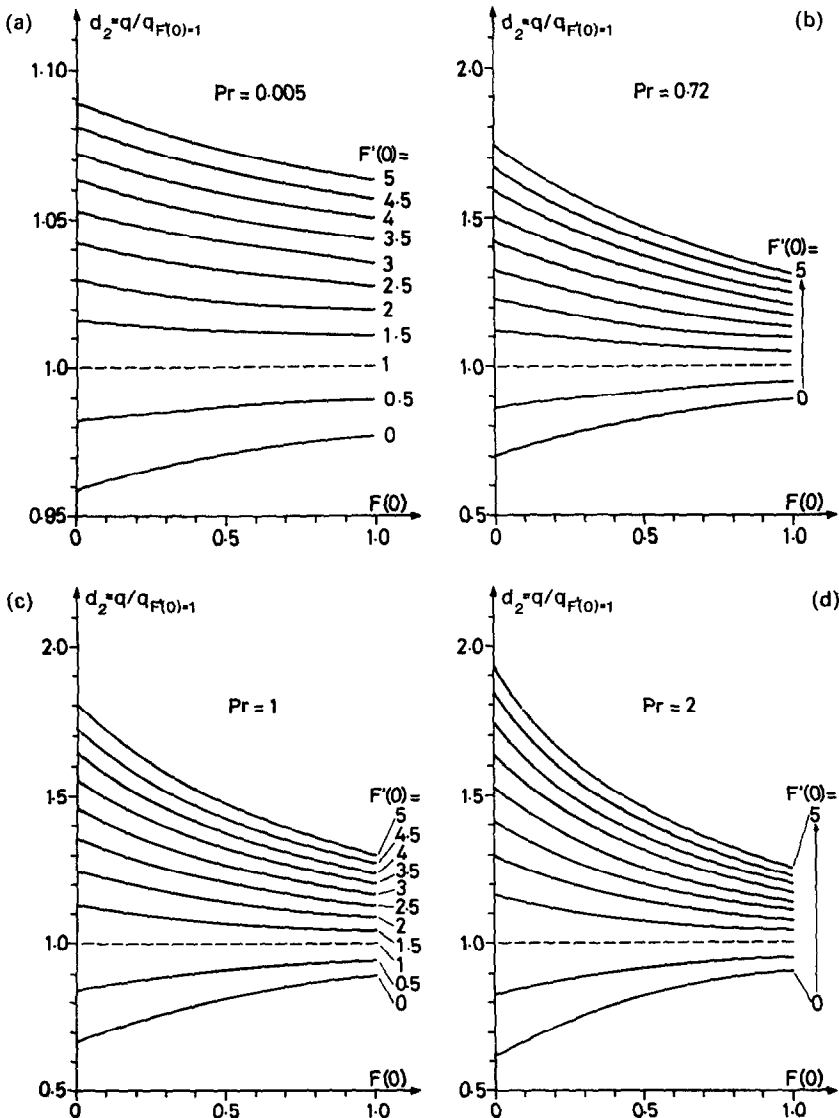 (a)
d₂=q/q_F'(0)=1
1·10
Pr = 0·005
F'(0)=
5
4·5
4
1·05
3·5
3
2·5
2
1·5
1·0
1
0·5
0
0·95
F(0)
0
0.5
1.0
(b)
d₂=q/q_F'(0)=1
2·0
Pr = 0·72
1·5
F'(0)=
5
1·0
0
0·5
F(0)
0
0·5
1·0
(c)
d₂=q/q_F'(0)=1
2·0
Pr = 1
1·5
F'(0)=
5
4·5
4
3·5
3
2·5
2
1·0
1·5
1
0·5
0
0·5
F(0)
0
0.5
1.0
(d)
d₂=q/q_F'(0)=1
2·0
Pr = 2
1·5
F'(0)=
5
1·0
0
0·5
F(0)
0
0·5
1·0